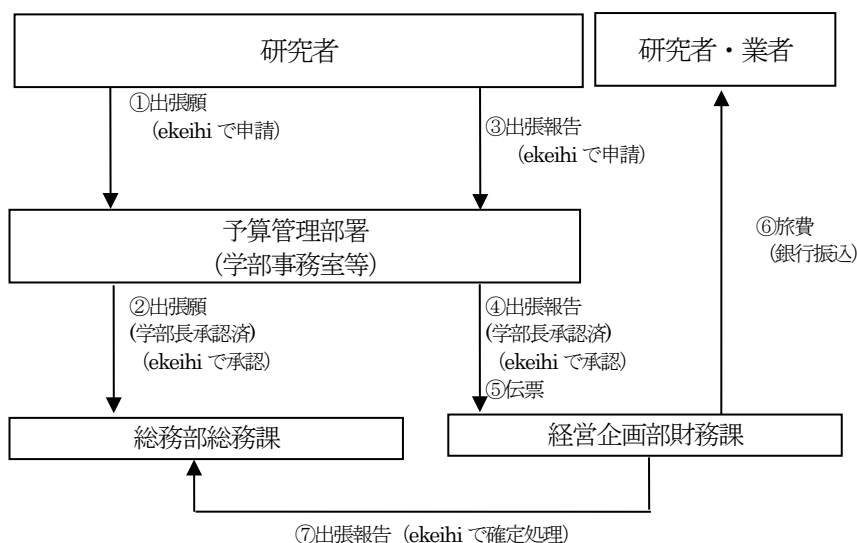 研究者
研究者・業者
①出張願
(ekeihi で申請)
③出張報告
(ekeihi で申請)
予算管理部署
(学部事務室等)
⑥旅費
(銀行振込)
②出張願
(学部長承認済)
(ekeihi で承認)
④出張報告
(学部長承認済)
(ekeihi で承認)
⑤伝票
総務部総務課
経営企画部財務課
⑦出張報告 (ekeihi で確定処理)